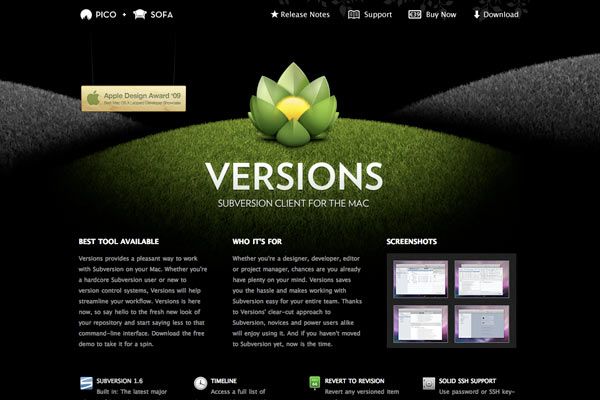 PICO + SOFA
Release Notes
Support
€39 Buy Now
Download
Apple Design Award '09
Best Mac OS X Leopard Developer Showcase
VERSIONS
SUBVERSION CLIENT FOR THE MAC
BEST TOOL AVAILABLE
Versions provides a pleasant way to work
with Subversion on your Mac. Whether you're
a hardcore Subversion user or new to
version control systems, Versions will help
streamline your workflow. Versions is here
now, so say hello to the fresh new look of
your repository and start saying less to that
command-line interface. Download the free
demo to take it for a spin.
WHO IT'S FOR
Whether you're a designer, developer, editor
or project manager, chances are you already
have plenty on your mind. Versions saves
you the hassle and makes working with
Subversion easy for your entire team. Thanks
to Versions' clear-cut approach to
Subversion, novices and power users alike
will enjoy using it. And if you haven't moved
to Subversion yet, now is the time.
SCREENSHOTS
SUBVERSION 1.6
Built in: The latest major
TIMELINE
Access a full list of
REVERT TO REVISION
Revert any versioned item
SOLID SSH SUPPORT
Use password or SSH key-